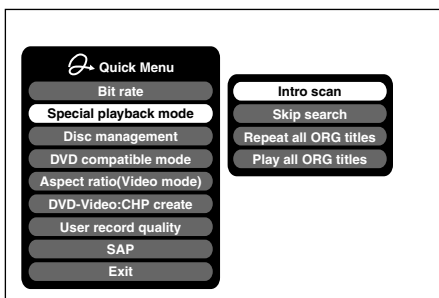 Quick Menu
Bit rate
Special playback mode
Disc management
DVD compatible mode
Aspect ratio(Video mode)
DVD-Video:CHP create
User record quality
SAP
Exit
Intro scan
Skip search
Repeat all ORG titles
Play all ORG titles